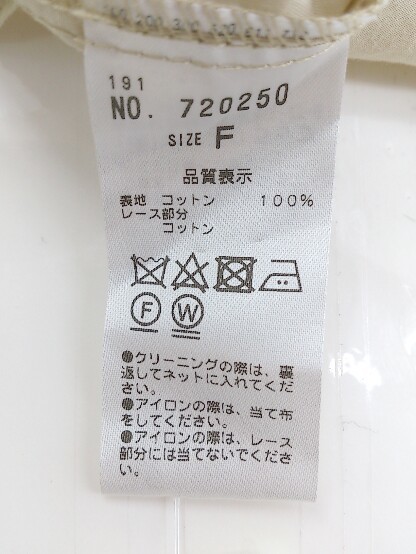 191
NO. 720250
SIZE F
品質表示
表地 コットン 100%
レース部分
コットン
F W
●クリーニングの際は、裏
返してネットに入れてくだ
さい。
●アイロンの際は、当て布
をしてください。
●アイロンの際は、レース
部分には当てないでくださ
い。